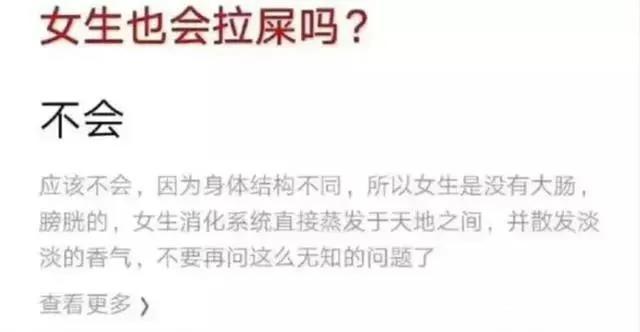 女生也会拉屎吗？
不会
应该不会，因为身体结构不同，所以女生是没有大肠，
膀胱的，女生消化系统直接蒸发于天地之间，并散发淡
淡的香气，不要再问这么无知的问题了
查看更多 》